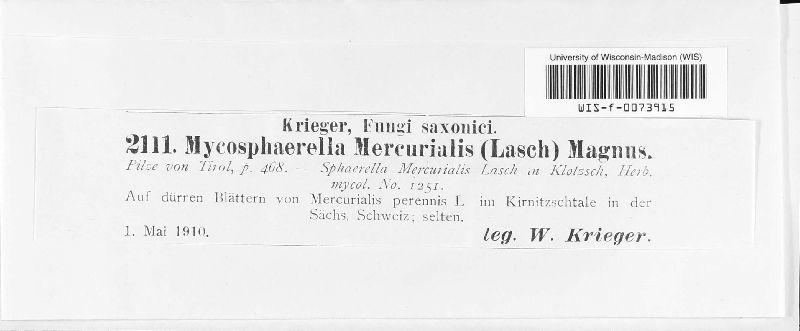 University of Wisconsin-Madison (WIS)
WIS-f-0073915
Krieger, Fungi saxonici.
2111. Mycosphaerella Mercurialis (Lasch) Magnus.
Pilze von Tirol, p. 468. — Sphaerella Mercurialis Lasch in Klotzsch, Herb.
mycol. No. 1251.
Auf dürren Blättern von Mercurialis perennis L. im Kirnitzschtale in der
Sächs. Schweiz; selten.
1. Mai 1910.
leg. W. Krieger.